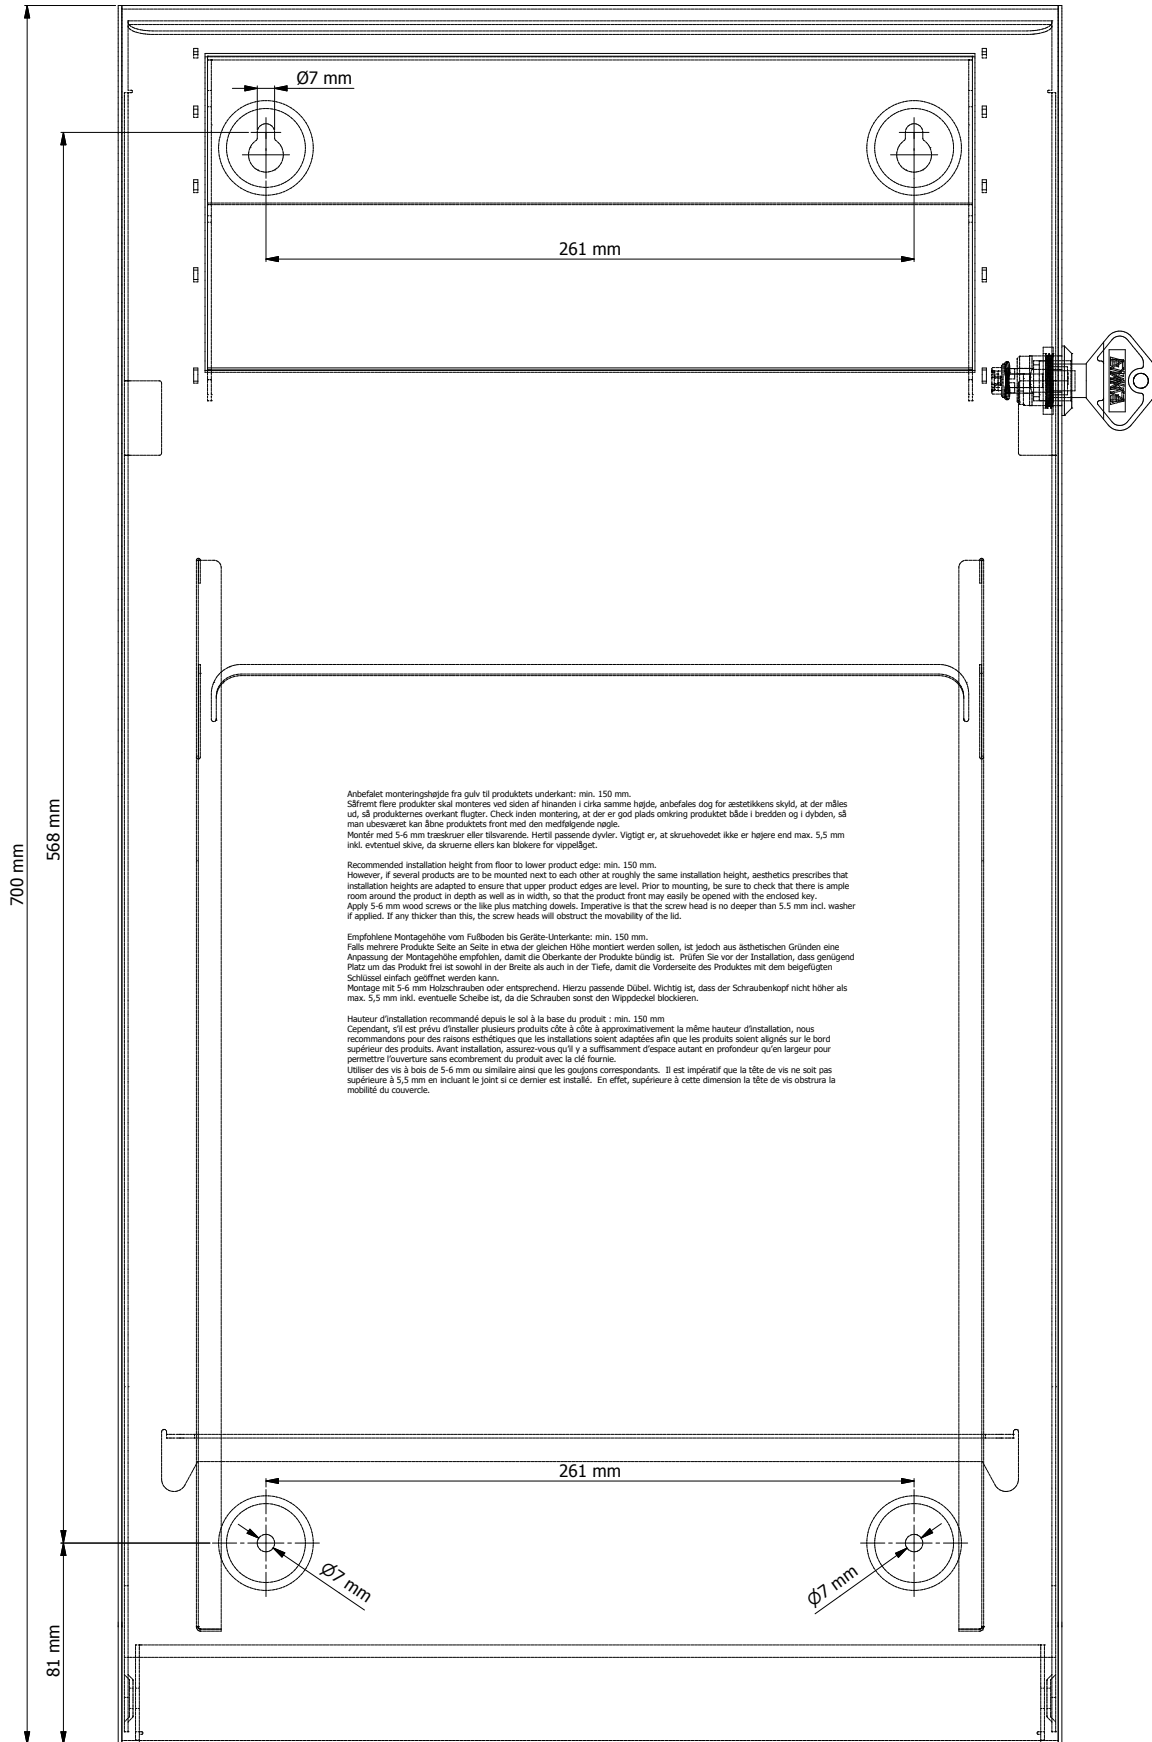 Ø7 mm
261 mm
EMKA
568 mm
700 mm
Anbefalet monteringshøjde fra gulv til produktets underkant: min. 150 mm.
Såfremt flere produkter skal monteres ved siden af hinanden i cirka samme højde, anbefales dog for æstetikkens skyld, at der måles
ud, så produkternes overkant flugter. Check inden montering, at der er god plads omkring produktet både i bredden og i dybden, så
man ubesværet kan åbne produktets front med den medfølgende nøgle.
Montér med 5-6 mm træskruer eller tilsvarende. Hertil passende dyvler. Vigtigt er, at skruehovedet ikke er højere end max. 5,5 mm
inkl. evtentuel skive, da skruerne ellers kan blokere for vippelåget.
Recommended installation height from floor to lower product edge: min. 150 mm.
However, if several products are to be mounted next to each other at roughly the same installation height, aesthetics prescribes that
installation heights are adapted to ensure that upper product edges are level. Prior to mounting, be sure to check that there is ample
room around the product in depth as well as in width, so that the product front may easily be opened with the enclosed key.
Apply 5-6 mm wood screws or the like plus matching dowels. Imperative is that the screw head is no deeper than 5.5 mm incl. washer
if applied. If any thicker than this, the screw heads will obstruct the movability of the lid.
Empfohlene Montagehöhe vom Fußboden bis Geräte-Unterkante: min. 150 mm.
Falls mehrere Produkte Seite an Seite in etwa der gleichen Höhe montiert werden sollen, ist jedoch aus ästhetischen Gründen eine
Anpassung der Montagehöhe empfohlen, damit die Oberkante der Produkte bündig ist. Prüfen Sie vor der Installation, dass genügend
Platz um das Produkt frei ist sowohl in der Breite als auch in der Tiefe, damit die Vorderseite des Produktes mit dem beigefügten
Schlüssel einfach geöffnet werden kann.
Montage mit 5-6 mm Holzschrauben oder entsprechend. Hierzu passende Dübel. Wichtig ist, dass der Schraubenkopf nicht höher als
max. 5,5 mm inkl. eventuelle Scheibe ist, da die Schrauben sonst den Wippdeckel blockieren.
Hauteur d'installation recommandé depuis le sol à la base du produit : min. 150 mm
Cependant, s'il est prévu d'installer plusieurs produits côte à côte à approximativement la même hauteur d'installation, nous
recommandons pour des raisons esthétiques que les installations soient adaptées afin que les produits soient alignés sur le bord
supérieur des produits. Avant installation, assurez-vous qu'il y a suffisamment d'espace autant en profondeur qu'en largeur pour
permettre l'ouverture sans ecombrement du produit avec la clé fournie.
Utiliser des vis à bois de 5-6 mm ou similaire ainsi que les goujons correspondants. Il est impératif que la tête de vis ne soit pas
supérieure à 5,5 mm en incluant le joint si ce dernier est installé. En effet, supérieure à cette dimension la tête de vis obstrura la
mobilité du couvercle.
261 mm
Ø7 mm
Ø7 mm
81 mm